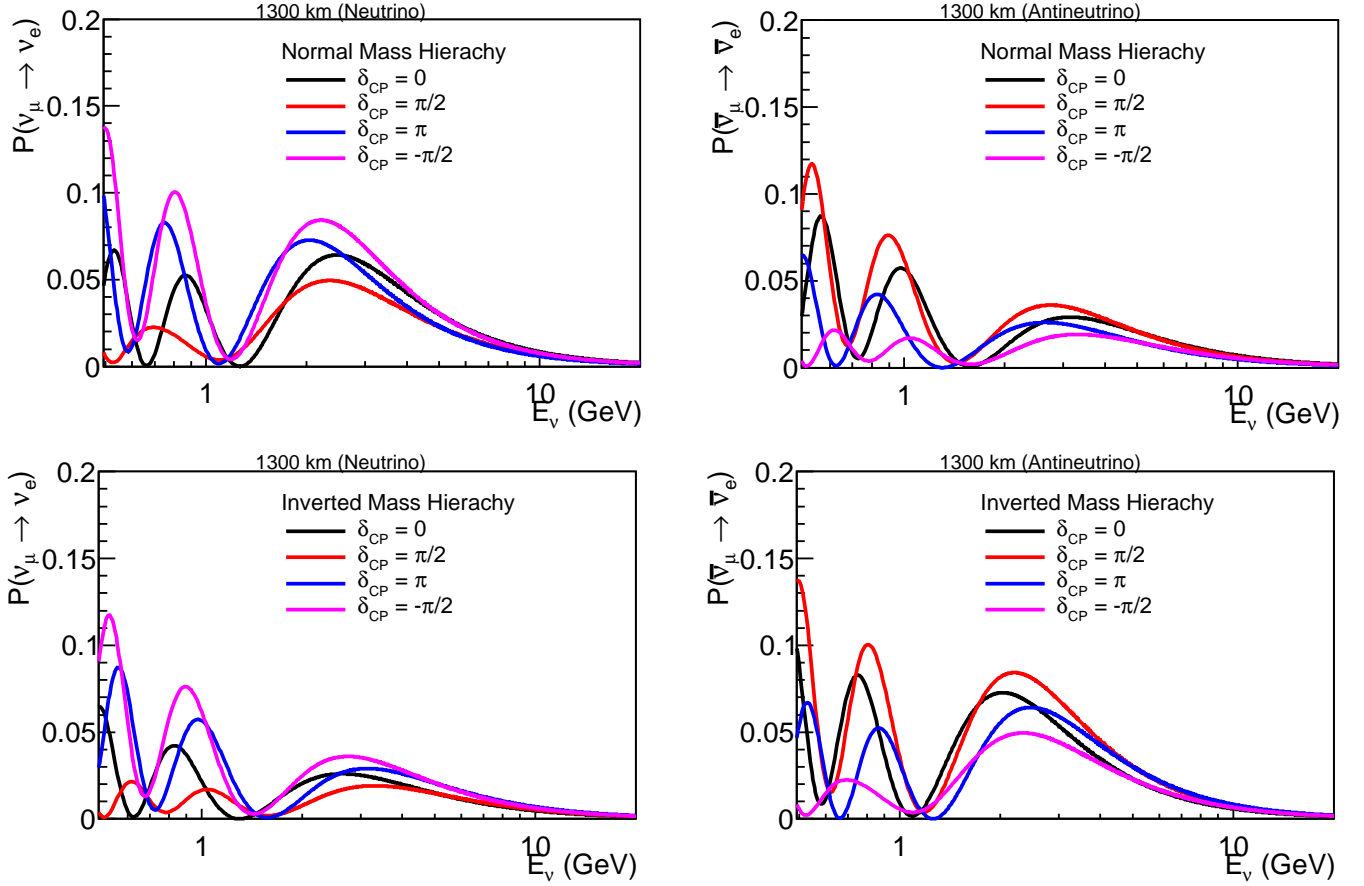 1300 km (Neutrino)
P(ν_μ → ν_e)
0.2
0.15
0.1
0.05
0
Normal Mass Hierachy
δ_CP = 0
δ_CP = π/2
δ_CP = π
δ_CP = -π/2
1
10
E_ν (GeV)
1300 km (Antineutrino)
P(ν̅_μ → ν̅_e)
0.2
0.15
0.1
0.05
0
Normal Mass Hierachy
δ_CP = 0
δ_CP = π/2
δ_CP = π
δ_CP = -π/2
1
10
E_ν (GeV)
1300 km (Neutrino)
P(ν_μ → ν_e)
0.2
0.15
0.1
0.05
0
Inverted Mass Hierachy
δ_CP = 0
δ_CP = π/2
δ_CP = π
δ_CP = -π/2
1
10
E_ν (GeV)
1300 km (Antineutrino)
P(ν̅_μ → ν̅_e)
0.2
0.15
0.1
0.05
0
Inverted Mass Hierachy
δ_CP = 0
δ_CP = π/2
δ_CP = π
δ_CP = -π/2
1
10
E_ν (GeV)